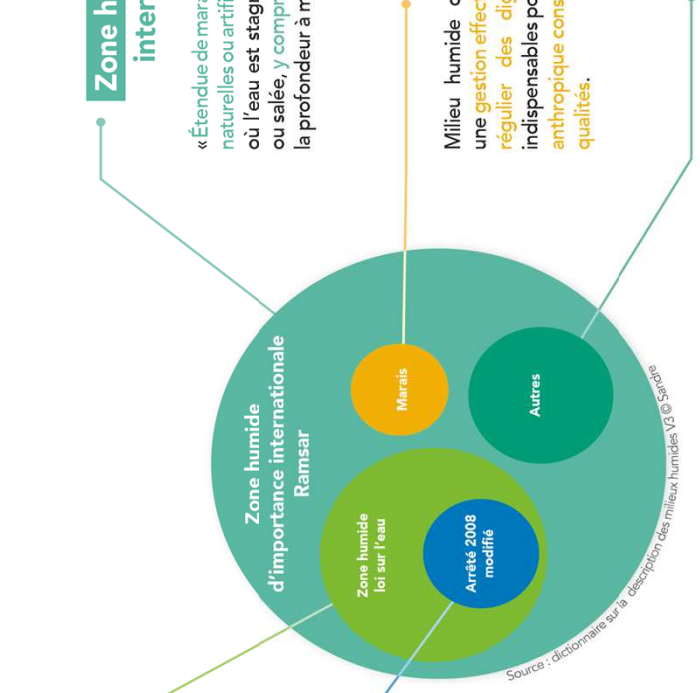 Zone h
inter
« Étendue de mara
naturelles ou artifi
où l'eau est stagn
ou salée, y compr
la profondeur à m
Milieu humide
une gestion effect
régulier des dig
indispensables po
anthropique cons
qualités.
Zone humide
d'importance internationale
Ramsar
Marais
Autres
Zone humide
loi sur l'eau
Arrêté 2008
modifié
Source : dictionnaire sur la description des milieux humides V3 © Sandre